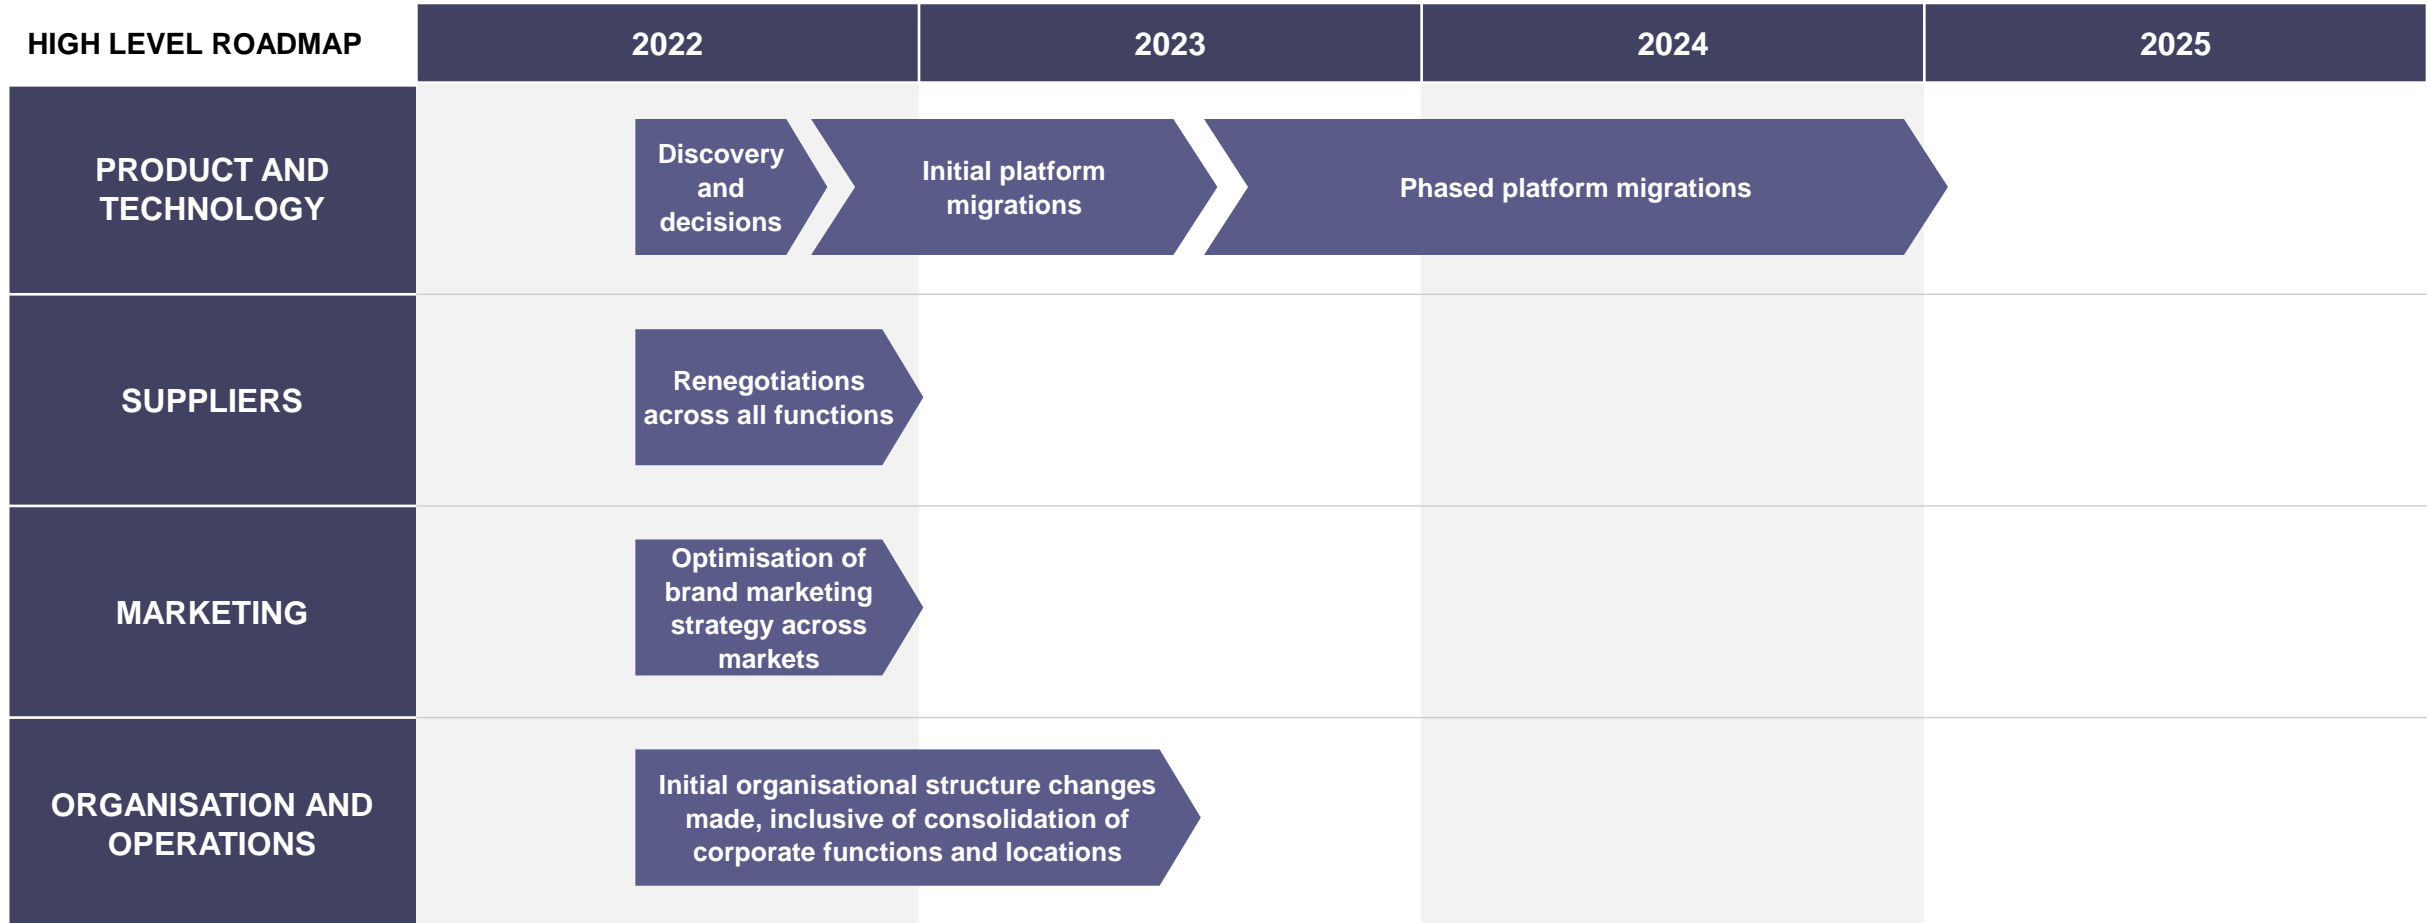 HIGH LEVEL ROADMAP
2022
2023
2024
2025
PRODUCT AND
TECHNOLOGY
Discovery
and
decisions
Initial platform
migrations
Phased platform migrations
SUPPLIERS
Renegotiations
across all functions
MARKETING
Optimisation of
brand marketing
strategy across
markets
ORGANISATION AND
OPERATIONS
Initial organisational structure changes
made, inclusive of consolidation of
corporate functions and locations